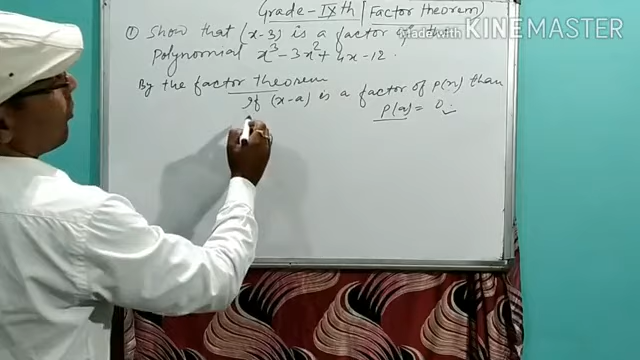 Grade-IXth | Factor theorem)
① Show that (x-3) is a factor of the
polynomial x³-3x²+4x-12.
By the factor theorem
If (x-a) is a factor of p(x) than
p(a) = 0.
Made with KINEMASTER